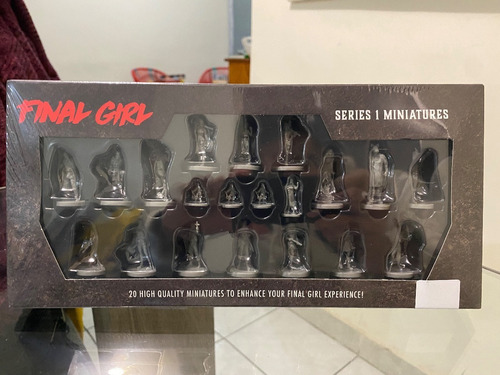 FINAL GIRL
SERIES 1 MINIATURES
20 HIGH QUALITY MINIATURES TO ENHANCE YOUR FINAL GIRL EXPERIENCE!